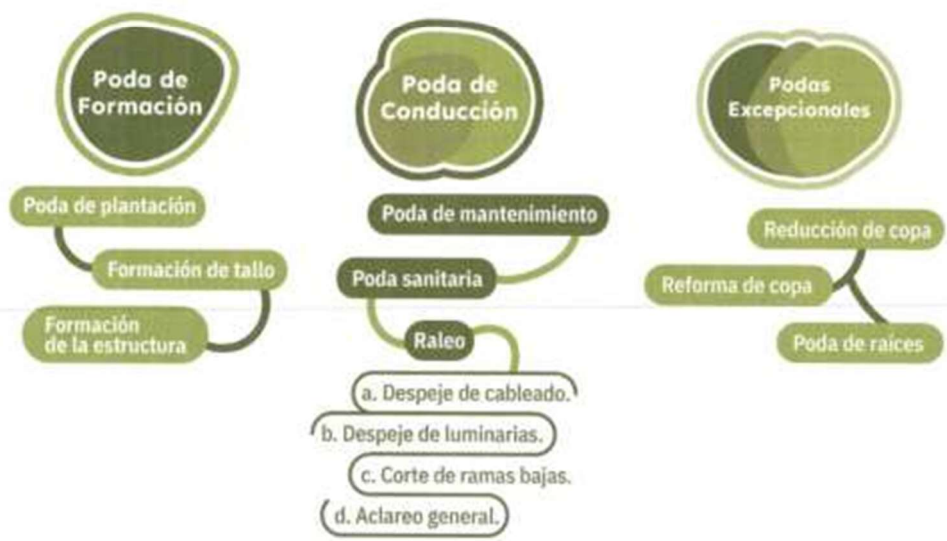 Poda de
Formación
Poda de plantación
Formación de tallo
Formación
de la estructura
Poda de
Conducción
Poda de mantenimiento
Poda sanitaria
Raleo
a. Despeje de cableado.
b. Despeje de luminarias.
c. Corte de ramas bajas.
d. Aclareo general.
Podas
Excepcionales
Reducción de copa
Reforma de copa
Poda de raíces